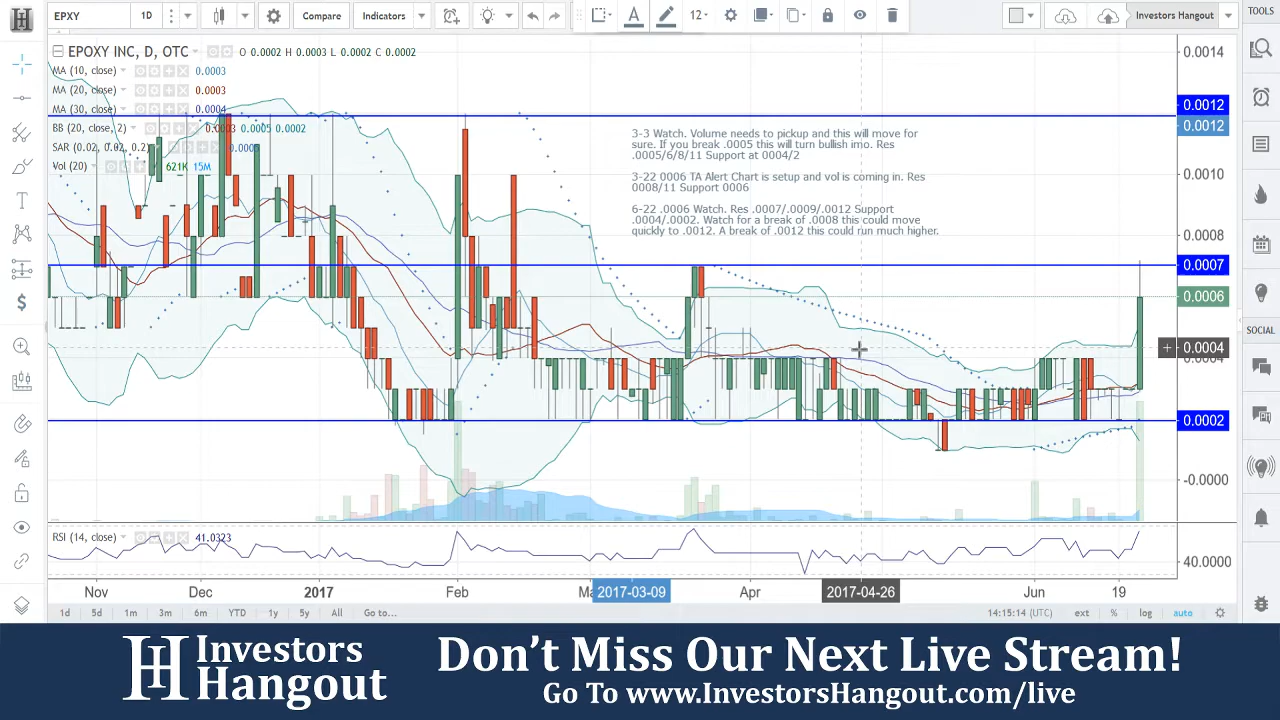 EPXY
1D
Compare
Indicators
12
Investors Hangout
TOOLS
EPOXY INC, D, OTC
O 0.0002 H 0.0003 L 0.0002 C 0.0002
MA (10, close) 0.0003
MA (20, close) 0.0003
MA (30, close) 0.0004
BB (20, close, 2) 0.0003 0.0005 0.0002
SAR (0.02, 0.02, 0.2) 0.0005
Vol (20) 621K 15M
3-3 Watch. Volume needs to pickup and this will move for
sure. If you break .0005 this will turn bullish imo. Res
.0005/6/8/11 Support at 0004/2
3-22 0006 TA Alert Chart is setup and vol is coming in. Res
0008/11 Support 0006
6-22 .0006 Watch. Res .0007/.0009/.0012 Support
.0004/.0002. Watch for a break of .0008 this could move
quickly to .0012. A break of .0012 this could run much higher.
0.0014
0.0012
0.0012
0.0010
0.0008
0.0007
0.0006
0.0004
0.0004
0.0002
-0.0000
SOCIAL
RSI (14, close) 41.0323
40.0000
Nov
Dec
2017
Feb
2017-03-09
Apr
2017-04-26
Jun
19
1d 5d 1m 3m 6m YTD 1y 5y All Go to...
14:15:14 (UTC) ext % log auto
H Investors
Hangout
Don't Miss Our Next Live Stream!
Go To www.InvestorsHangout.com/live